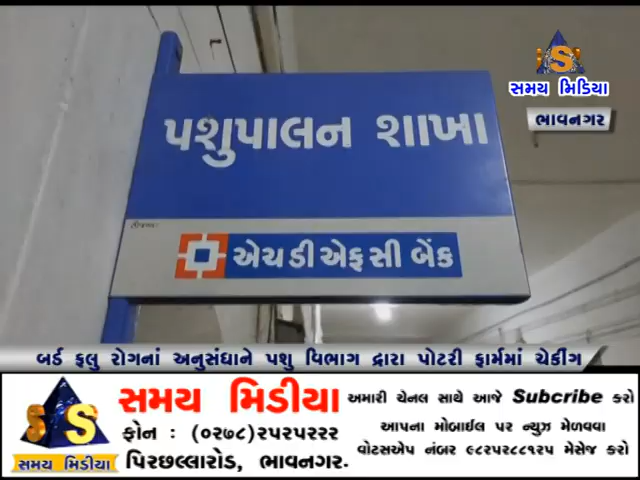 S
સમય મિડિયા
ભાવનગર
પશુપાલન શાખા
એચડીએફસી બેંક
બર્ડ ફલુ રોગનાં અનુસંધાને પશુ વિભાગ દ્રારા પોટરી ફાર્મમાં ચેકીંગ
S S
સમય મિડીયા
સમય મિડીયા
ફોન : (૦૨૭૮)૨૫૨૫૨૨૨
પિરછલ્લારોડ, ભાવનગર.
અમારી ચેનલ સાથે આજે Subcribe કરો
આપના મોબાઈલ પર ન્યુઝ મેળવવા
વોટસએપ નંબર ૯૮૨૫૨૮૮૧૨૫ મેસેજ કરો